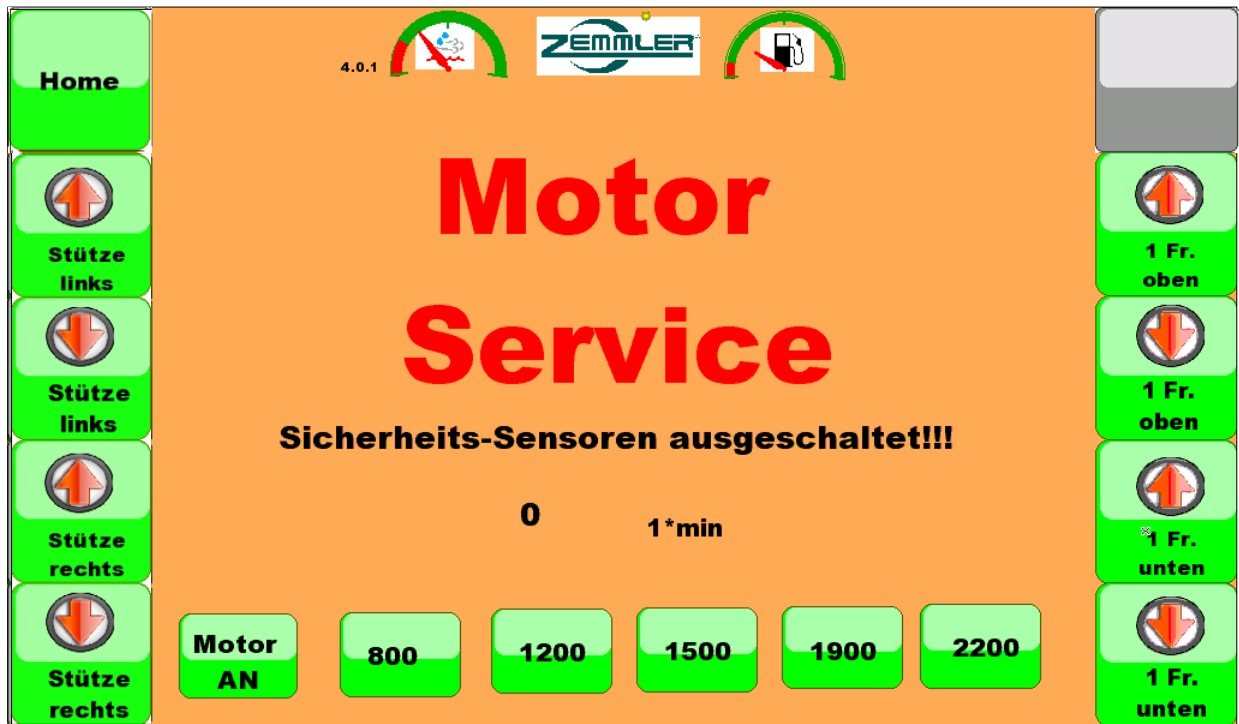 Home
4.0.1
ZEMMLER
Motor
Service
Sicherheits-Sensoren ausgeschaltet!!!
0
1*min
Stütze
links
Stütze
links
Stütze
rechts
Stütze
rechts
1 Fr.
oben
1 Fr.
oben
1 Fr.
unten
1 Fr.
unten
Motor
AN
800
1200
1500
1900
2200